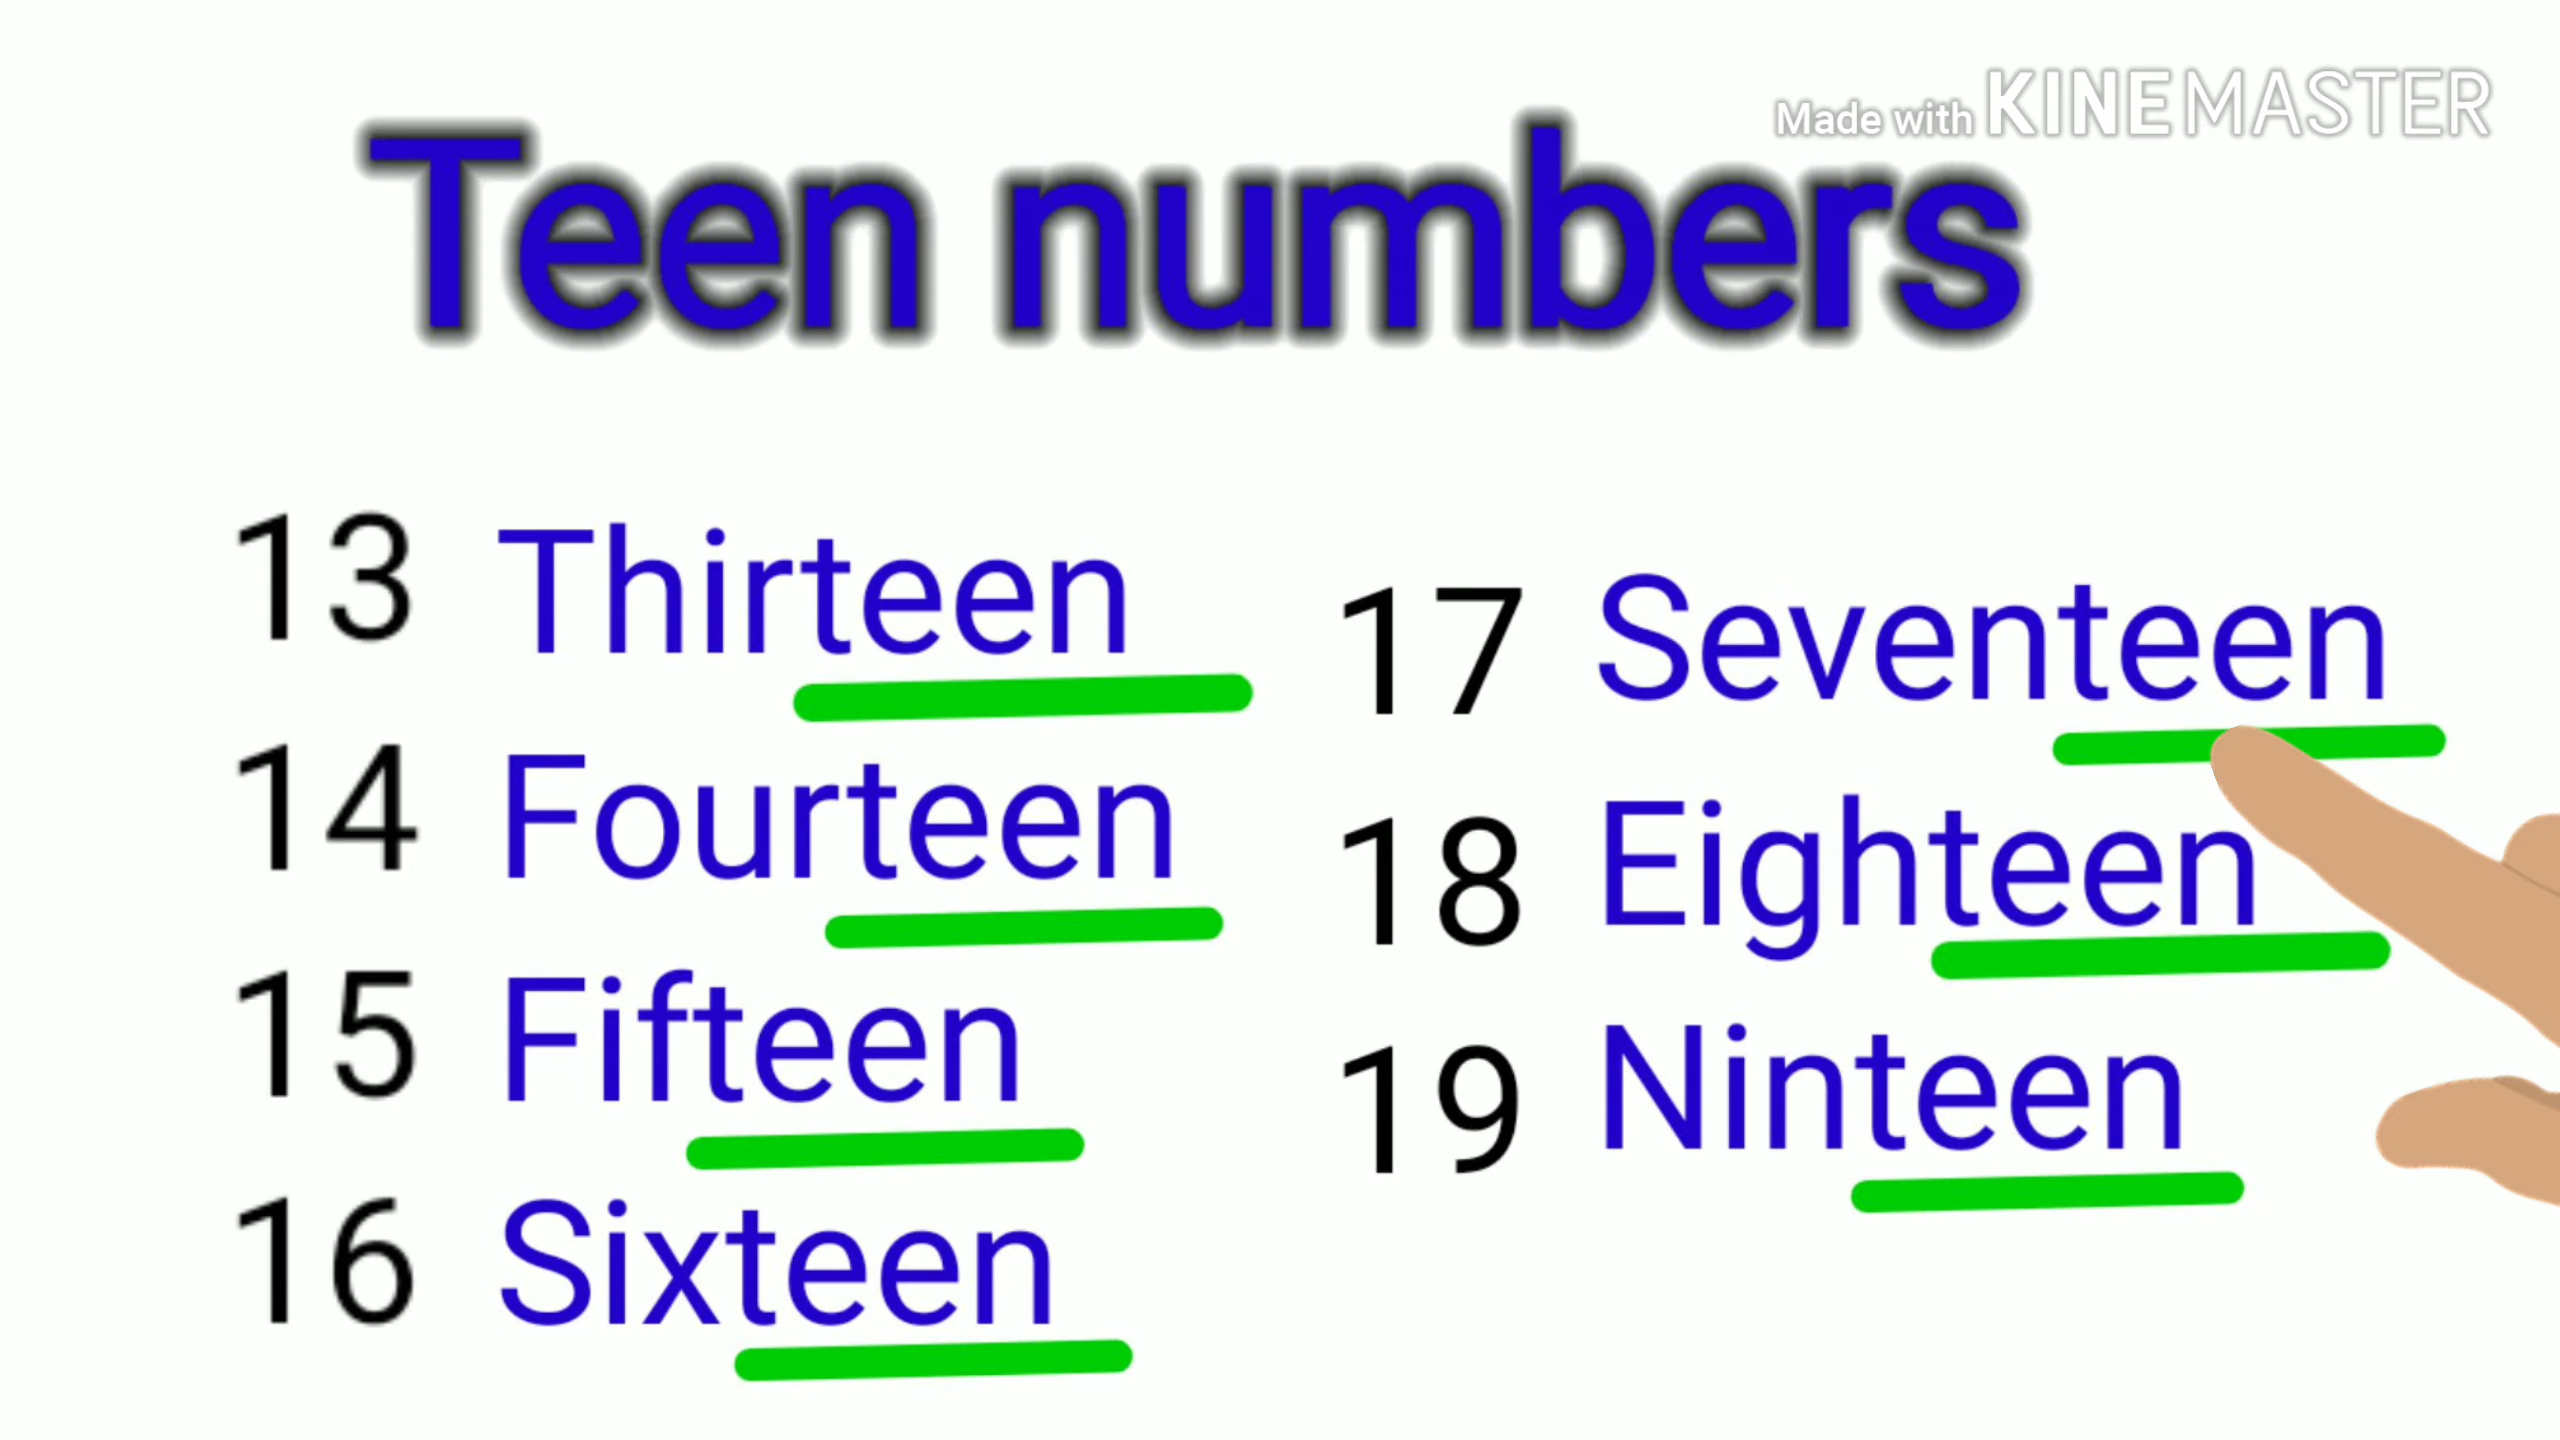 Made with KINEMASTER
Teen numbers
13 Thirteen
14 Fourteen
15 Fifteen
16 Sixteen
17 Seventeen
18 Eighteen
19 Ninteen